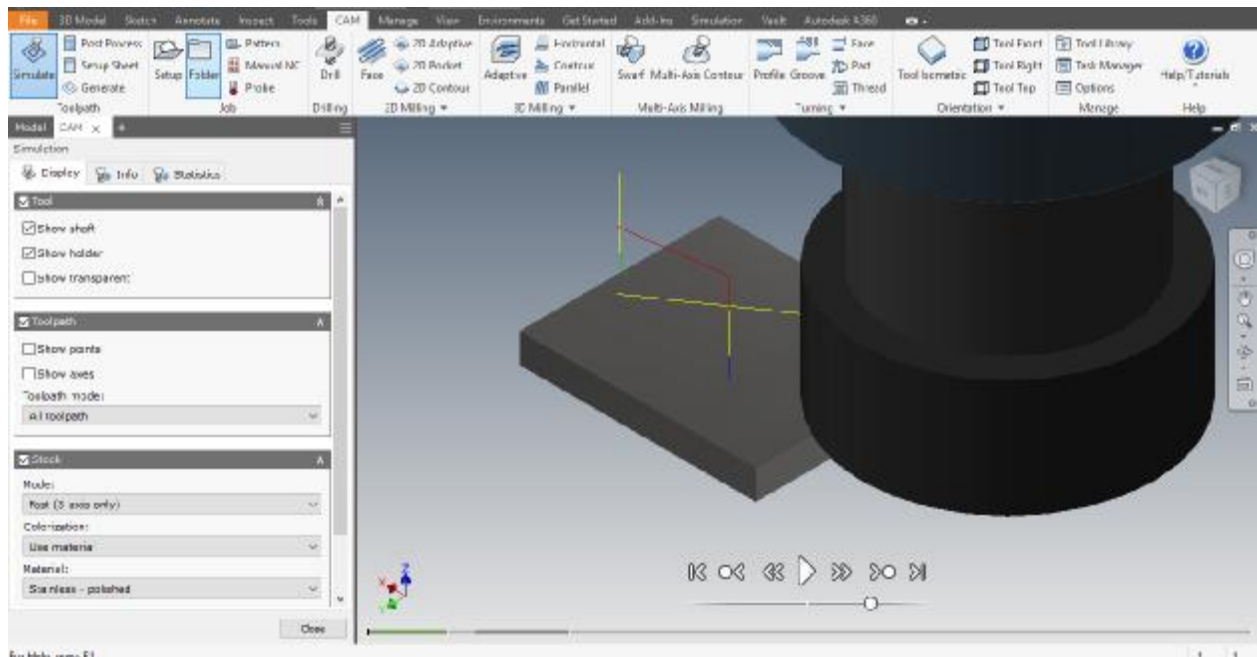 File 3D Model Sketch Annotate Inspect Tools CAM Manage View Environments Get Started Add-Ins Simulation Vault Autodesk A360
Post Process Pattern 2D Adaptive Horizontal Face Tool Front Tool Library
Setup Sheet Manual NC 2D Pocket Contour Part Tool Right Task Manager
Simulate Setup Folder Drill Face Adaptive Swarf Multi-Axis Contour Profile Groove Tool Isometric Help/Tutorials
Generate Probe 2D Contour Parallel Thread Tool Top Options
Toolpath Job Drilling 2D Milling 3D Milling Multi-Axis Milling Turning Orientation Manage Help
Model CAM
Simulation
Display Info Statistics
Tool
Show shaft
Show holder
Show transparent
Toolpath
Show points
Show axes
Toolpath mode:
All toolpath
Stock
Mode:
Fast (3 axis only)
Colorization:
Use material
Material:
Stainless - polished
Close
X Y Z
For Help, press F1
1 1